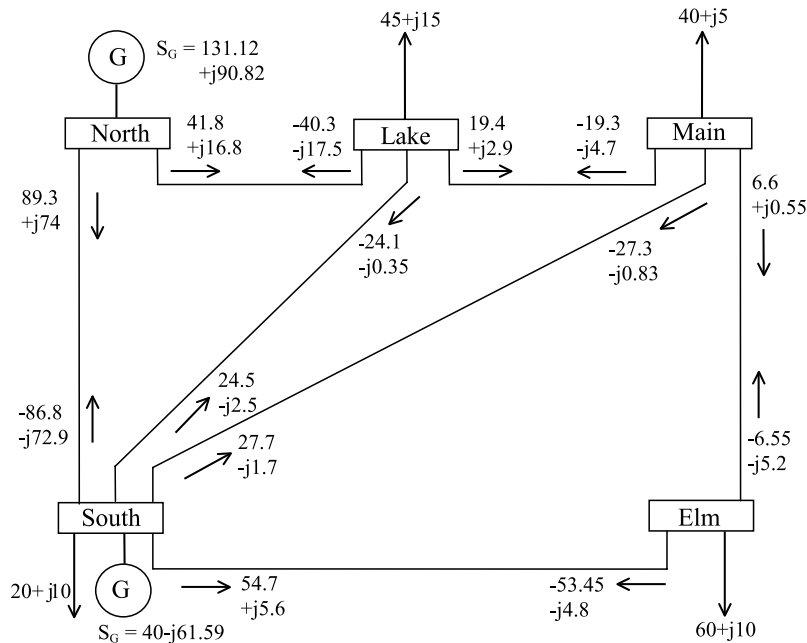 45+j15
40+j5
S_G = 131.12
+j90.82
G
North
41.8
+j16.8
-40.3
-j17.5
Lake
19.4
+j2.9
-19.3
-j4.7
Main
89.3
+j74
6.6
+j0.55
-24.1
-j0.35
-27.3
-j0.83
24.5
-j2.5
-86.8
-j72.9
27.7
-j1.7
-6.55
-j5.2
South
Elm
20+j10
G
54.7
+j5.6
-53.45
-j4.8
60+j10
S_G = 40-j61.59